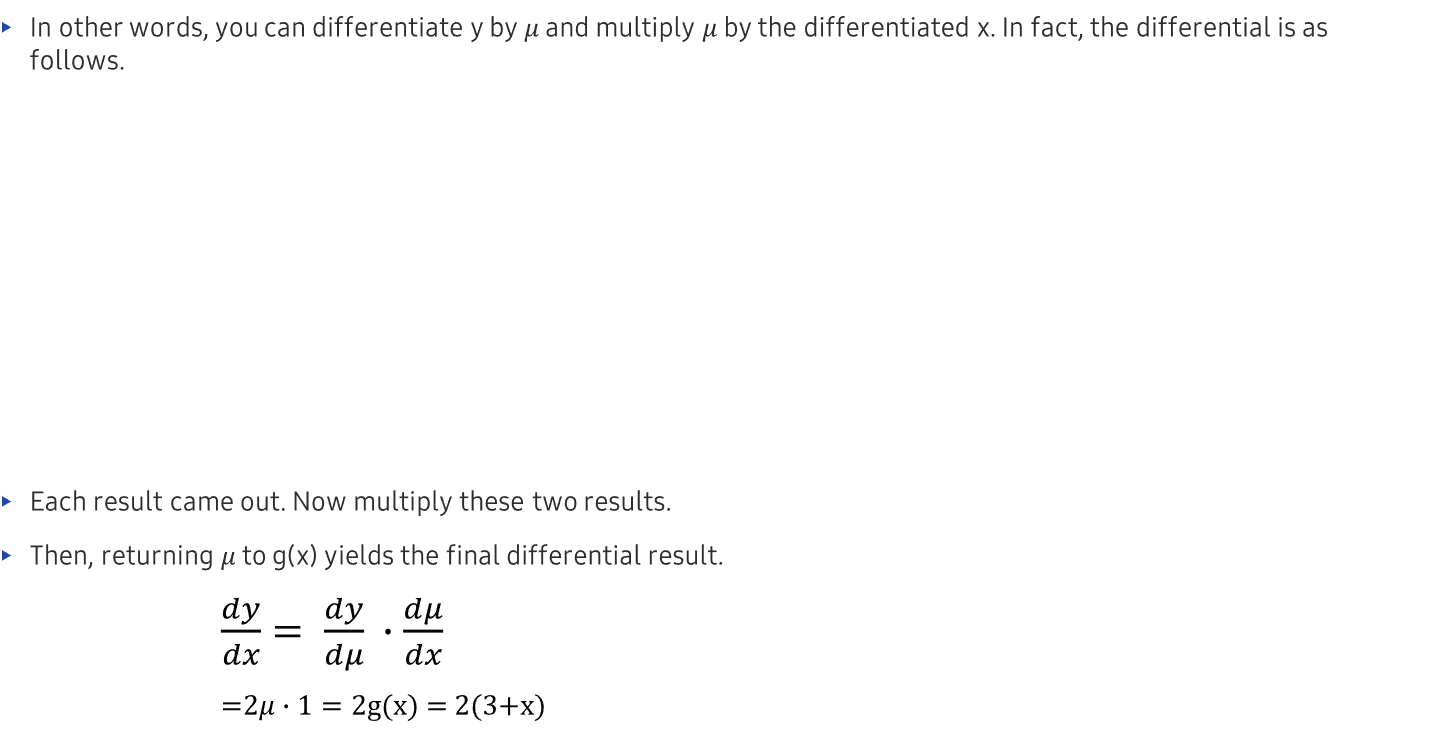 ▸ In other words, you can differentiate y by μ and multiply μ by the differentiated x. In fact, the differential is as
follows.
▸ Each result came out. Now multiply these two results.
▸ Then, returning μ to g(x) yields the final differential result.
dy/dx = dy/dμ · dμ/dx
=2μ · 1 = 2g(x) = 2(3+x)